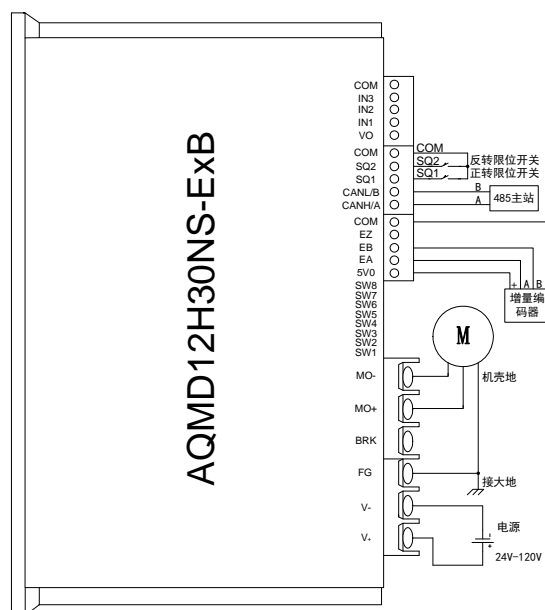 AQMD12H30NS-ExB
COM
IN3
IN2
IN1
VO
COM
SQ2
SQ1
CANL/B
CANH/A
COM
EZ
EB
EA
5V0
SW8
SW7
SW6
SW5
SW4
SW3
SW2
SW1
MO-
MO+
BRK
FG
V-
V+
COM
SQ2 反转限位开关
SQ1 正转限位开关
B
A
485主站
+ A B
增量编
码器
M
机壳地
接大地
电源
+
24V-120V